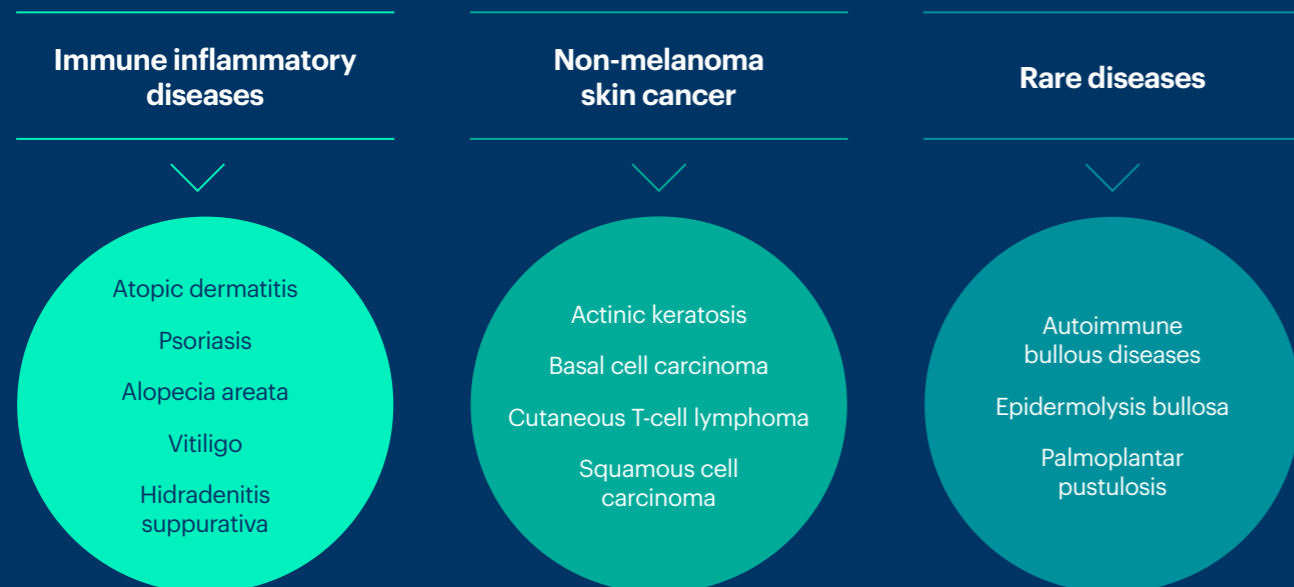 Immune inflammatory
diseases
Atopic dermatitis
Psoriasis
Alopecia areata
Vitiligo
Hidradenitis
suppurativa
Non-melanoma
skin cancer
Actinic keratosis
Basal cell carcinoma
Cutaneous T-cell lymphoma
Squamous cell
carcinoma
Rare diseases
Autoimmune
bullous diseases
Epidermolysis bullosa
Palmoplantar
pustulosis